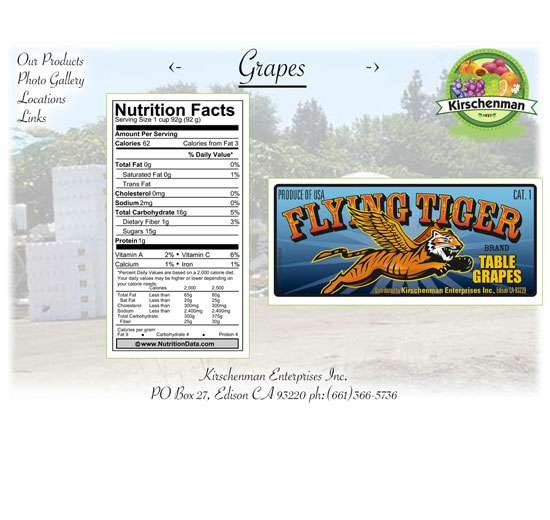 Our Products
Photo Gallery
Locations
Links
<- Grapes ->
Kirschenman
Nutrition Facts
Serving Size 1 cup 92g (92 g)
Amount Per Serving
Calories 62 Calories from Fat 3
% Daily Value*
Total Fat 0g 0%
Saturated Fat 0g 1%
Trans Fat
Cholesterol 0mg 0%
Sodium 2mg 0%
Total Carbohydrate 16g 5%
Dietary Fiber 1g 3%
Sugars 15g
Protein 1g
Vitamin A 2% • Vitamin C 6%
Calcium 1% • Iron 1%
*Percent Daily Values are based on a 2,000 calorie diet.
Your daily values may be higher or lower depending on
your calorie needs:
Calories 2,000 2,500
Total Fat Less than 65g 80g
Sat Fat Less than 20g 25g
Cholesterol Less than 300mg 300mg
Sodium Less than 2,400mg 2,400mg
Total Carbohydrate 300g 375g
Fiber 25g 30g
Calories per gram:
Fat 9 • Carbohydrate 4 • Protein 4
©www.NutritionData.com
PRODUCE OF USA CAT. 1
FLYING TIGER
BRAND
TABLE
GRAPES
Distributed by Kirschenman Enterprises Inc., Edison CA 93220
Kirschenman Enterprises Inc.
PO Box 27, Edison CA 93220 ph:(661)366-5736